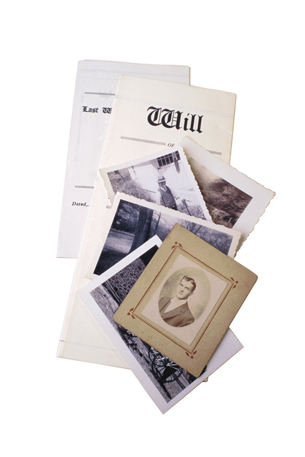 Will
OF
Last W
Dated,